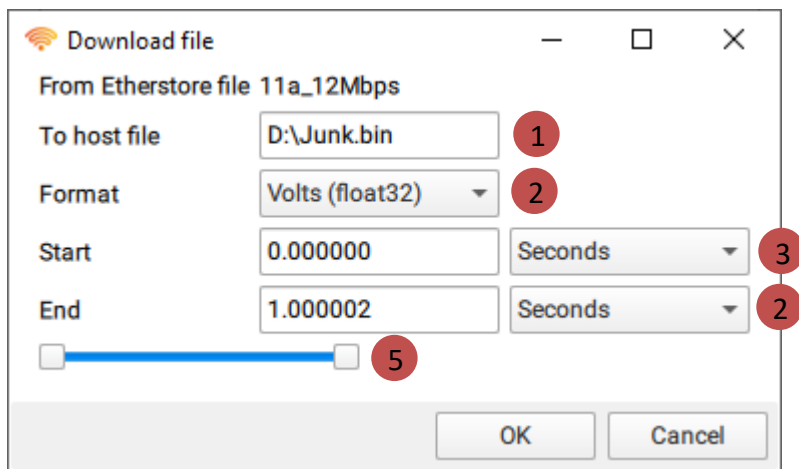 Download file
From Etherstore file 11a_12Mbps
To host file D:\Junk.bin 1
Format Volts (float32) 2
Start 0.000000 Seconds 3
End 1.000002 Seconds 2
5
OK Cancel